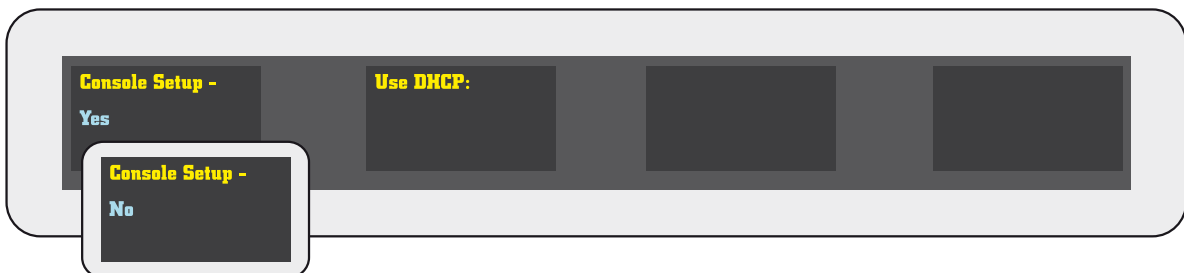 Console Setup -
Yes
Use DHCP:
Console Setup -
No